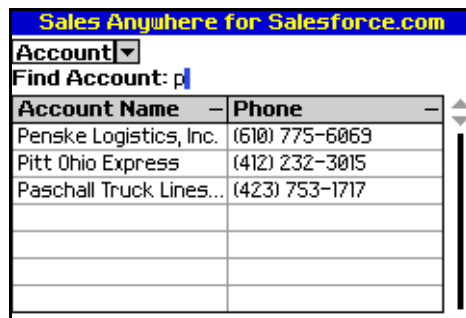 Sales Anywhere for Salesforce.com
Account
Find Account: p
Account Name – Phone –
Penske Logistics, Inc. (610) 775-6069
Pitt Ohio Express (412) 232-3015
Paschall Truck Lines... (423) 753-1717